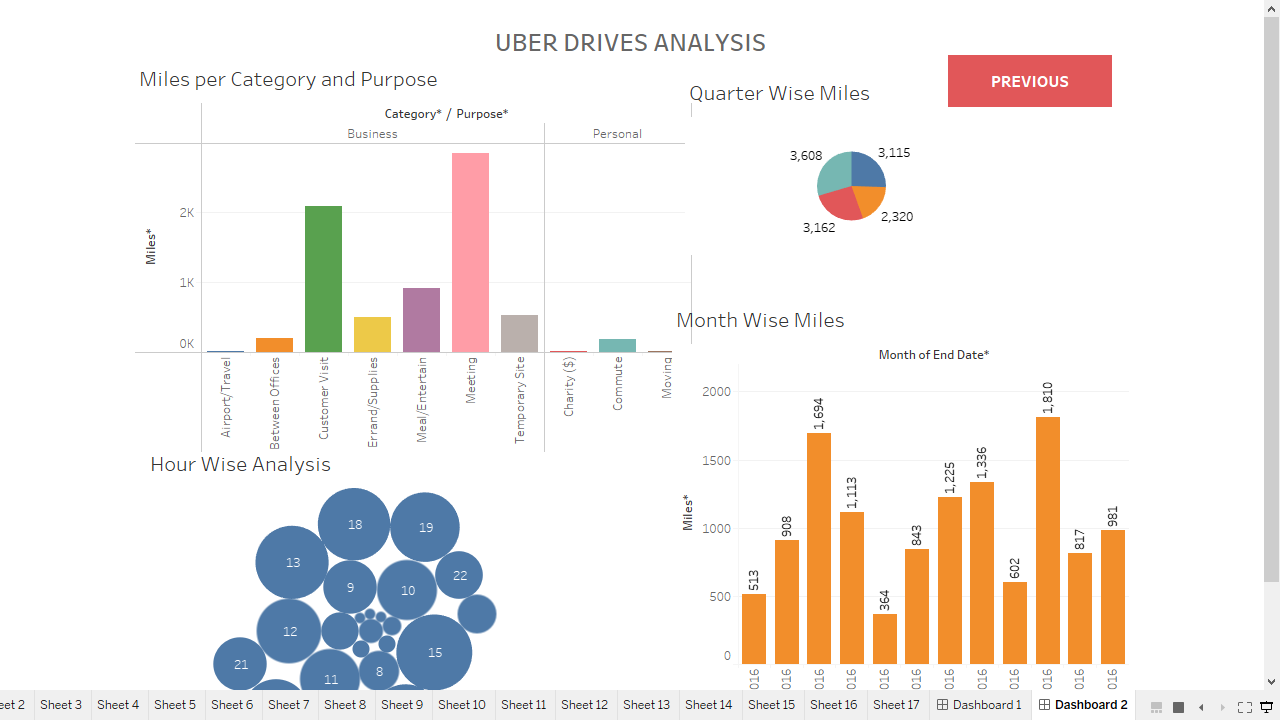 UBER DRIVES ANALYSIS
PREVIOUS
Miles per Category and Purpose
Category* / Purpose*
Business
Personal
Miles*
2K
1K
0K
Airport/Travel
Between Offices
Customer Visit
Errand/Supplies
Meal/Entertain
Meeting
Temporary Site
Charity ($)
Commute
Moving
Quarter Wise Miles
3,608
3,115
2,320
3,162
Month Wise Miles
Month of End Date*
Miles*
2000
1500
1000
500
0
513
908
1,694
1,113
364
843
1,225
1,336
602
1,810
817
981
016
016
016
016
016
016
016
016
016
016
016
016
Hour Wise Analysis
18
19
13
9
10
22
12
15
21
11
8
eet 2
Sheet 3
Sheet 4
Sheet 5
Sheet 6
Sheet 7
Sheet 8
Sheet 9
Sheet 10
Sheet 11
Sheet 12
Sheet 13
Sheet 14
Sheet 15
Sheet 16
Sheet 17
Dashboard 1
Dashboard 2